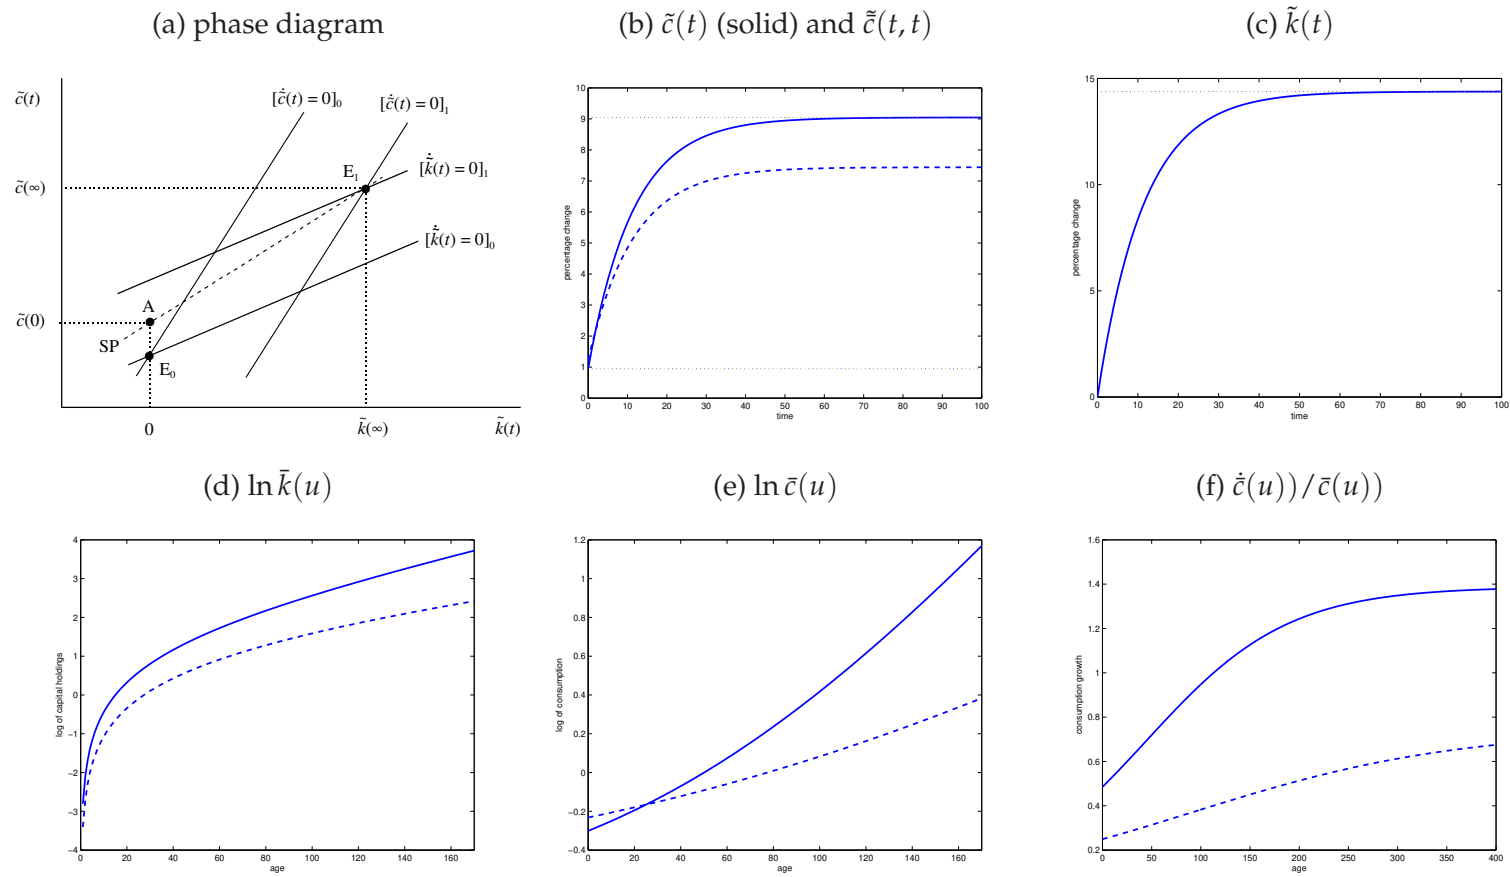 (a) phase diagram
(b) c̃(t) (solid) and c̄̃(t, t)
(c) k̃(t)
c̃(t)
[ċ̃(t) = 0]₀
[ċ̃(t) = 0]₁
E₁
[k̃̇(t) = 0]₁
c̃(∞)
[k̃̇(t) = 0]₀
A
c̃(0)
SP
E₀
0
k̃(∞)
k̃(t)
10
9
8
7
6
5
4
3
2
1
0
percentage change
0 10 20 30 40 50 60 70 80 90 100
time
15
10
5
0
percentage change
0 10 20 30 40 50 60 70 80 90 100
time
(d) ln k̄(u)
(e) ln c̄(u)
(f) c̄̇(u))/c̄(u))
4
3
2
1
0
−1
−2
−3
−4
log of capital holdings
0 20 40 60 80 100 120 140 160
age
1.2
1
0.8
0.6
0.4
0.2
0
−0.2
−0.4
log of consumption
0 20 40 60 80 100 120 140 160
age
1.6
1.4
1.2
1
0.8
0.6
0.4
0.2
consumption growth
0 50 100 150 200 250 300 350 400
age